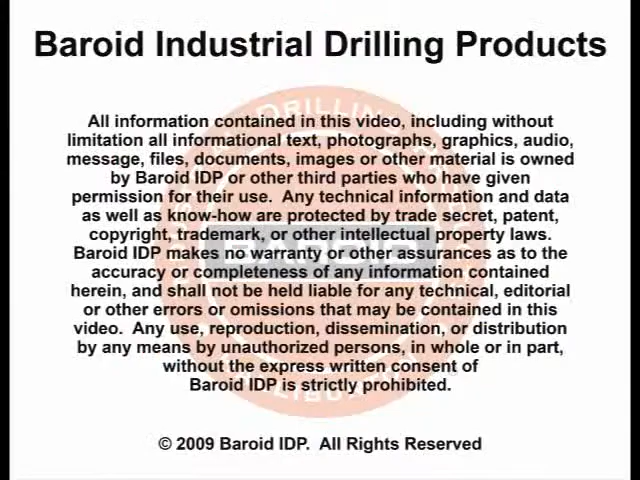 Baroid Industrial Drilling Products
All information contained in this video, including without
limitation all informational text, photographs, graphics, audio,
message, files, documents, images or other material is owned
by Baroid IDP or other third parties who have given
permission for their use.  Any technical information and data
as well as know-how are protected by trade secret, patent,
copyright, trademark, or other intellectual property laws.
Baroid IDP makes no warranty or other assurances as to the
accuracy or completeness of any information contained
herein, and shall not be held liable for any technical, editorial
or other errors or omissions that may be contained in this
video.  Any use, reproduction, dissemination, or distribution
by any means by unauthorized persons, in whole or in part,
without the express written consent of
Baroid IDP is strictly prohibited.
© 2009 Baroid IDP.  All Rights Reserved
DRILLING
BAROID